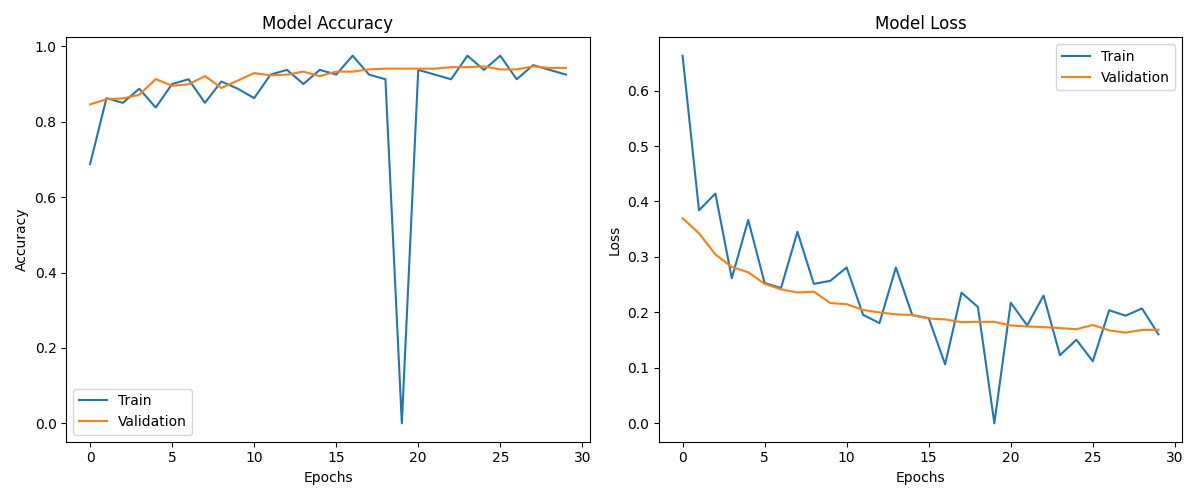 Model Accuracy
Accuracy
1.0
0.8
0.6
0.4
0.2
0.0
Train
Validation
0 5 10 15 20 25 30
Epochs
Model Loss
Loss
0.6
0.5
0.4
0.3
0.2
0.1
0.0
Train
Validation
0 5 10 15 20 25 30
Epochs